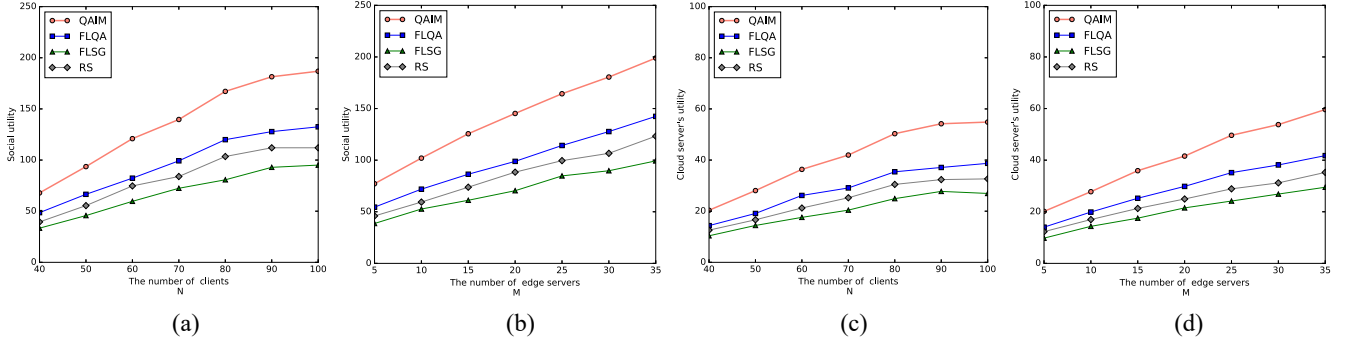 250
200
150
100
50
0
Social utility
QAIM
FLQA
FLSG
RS
40 50 60 70 80 90 100
The number of clients
N
(a)
250
200
150
100
50
0
Social utility
QAIM
FLQA
FLSG
RS
5 10 15 20 25 30 35
The number of edge servers
M
(b)
100
80
60
40
20
0
Cloud server's utility
QAIM
FLQA
FLSG
RS
40 50 60 70 80 90 100
The number of clients
N
(c)
100
80
60
40
20
0
Cloud server's utility
QAIM
FLQA
FLSG
RS
5 10 15 20 25 30 35
The number of edge servers
M
(d)